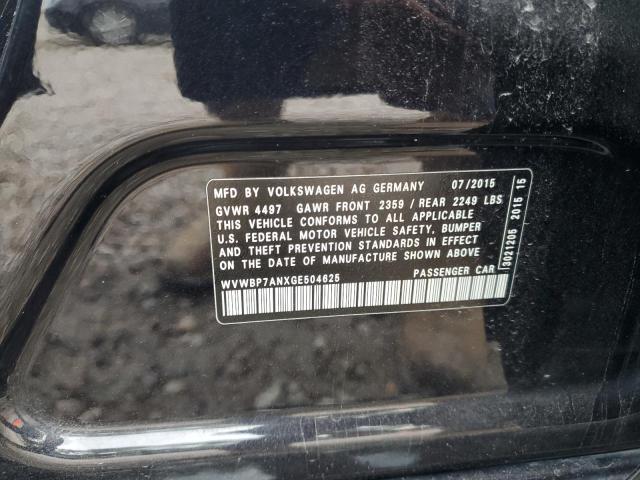 MFD BY VOLKSWAGEN AG GERMANY 07/2015
GVWR 4497 GAWR FRONT 2359 / REAR 2249 LBS
THIS VEHICLE CONFORMS TO ALL APPLICABLE
U.S. FEDERAL MOTOR VEHICLE SAFETY, BUMPER
AND THEFT PREVENTION STANDARDS IN EFFECT
ON THE DATE OF MANUFACTURE SHOWN ABOVE
WVWBP7ANXGE504625 PASSENGER CAR
3021205 2015 15